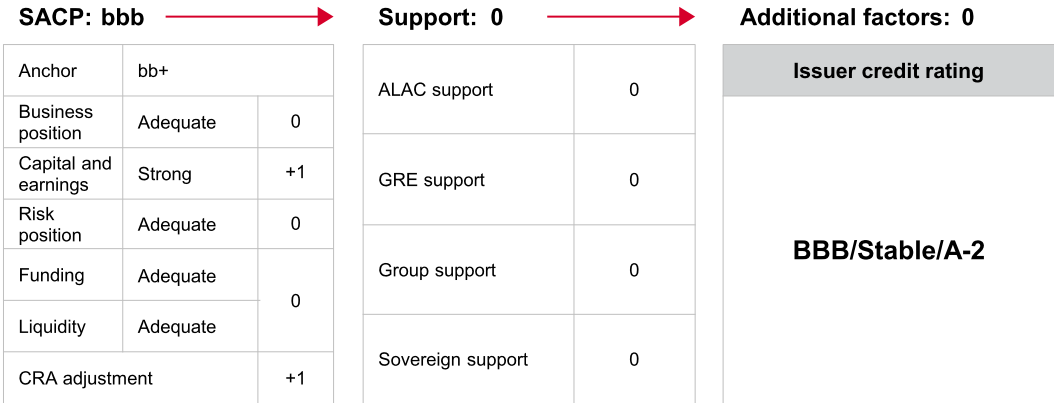 SACP: bbb
Support: 0
Additional factors: 0
Anchor
bb+
Business
position
Adequate
0
Capital and
earnings
Strong
+1
Risk
position
Adequate
0
Funding
Adequate
0
Liquidity
Adequate
CRA adjustment
+1
ALAC support
0
GRE support
0
Group support
0
Sovereign support
0
Issuer credit rating
BBB/Stable/A-2